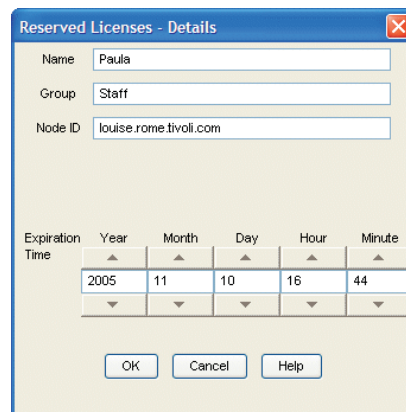 Reserved Licenses - Details
Name Paula
Group Staff
Node ID louise.rome.tivoli.com
Expiration Year Month Day Hour Minute
Time
2005 11 10 16 44
OK Cancel Help